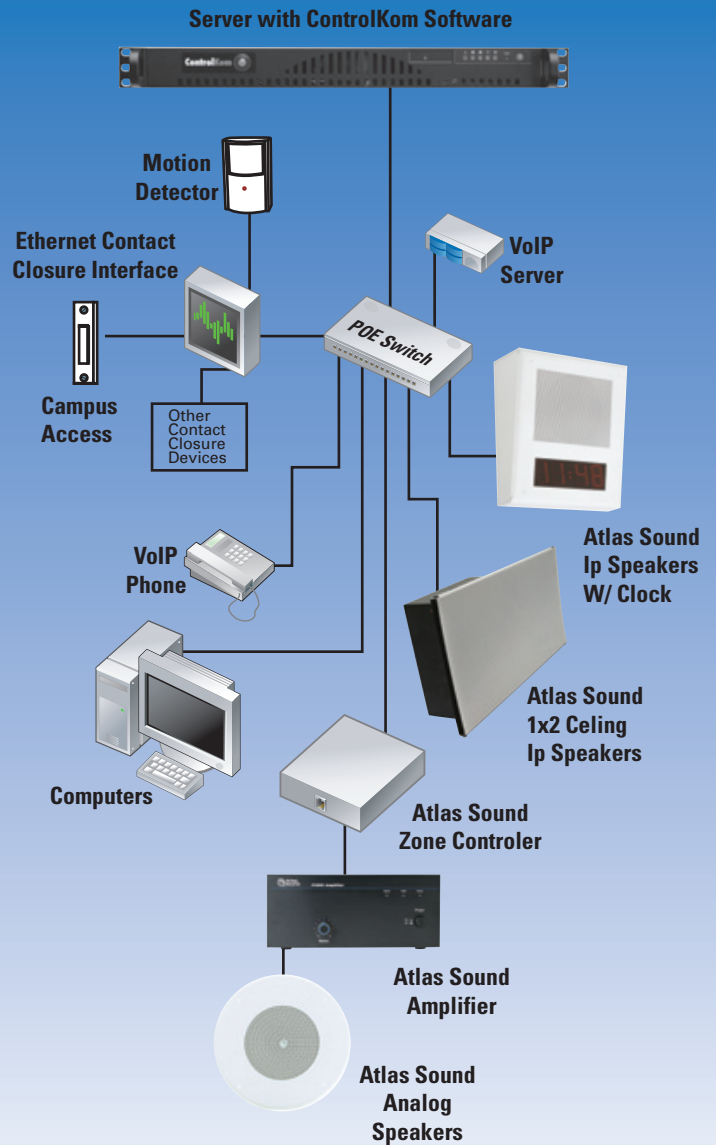 Server with ControlKom Software
ControlKom
Motion
Detector
Ethernet Contact
Closure Interface
VoIP
Server
POE Switch
Campus
Access
Other
Contact
Closure
Devices
11:48
Atlas Sound
Ip Speakers
W/ Clock
VoIP
Phone
Atlas Sound
1x2 Celing
Ip Speakers
Computers
Atlas Sound
Zone Controler
Atlas Sound
Amplifier
Atlas Sound
Analog
Speakers